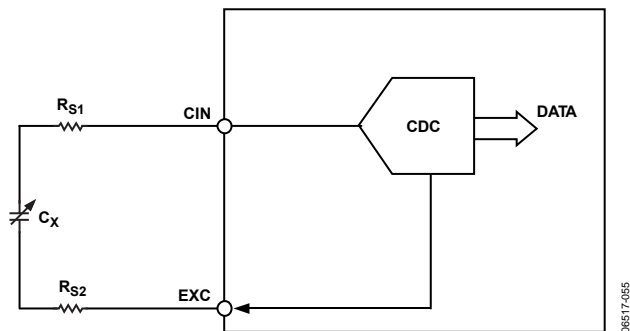 RS1
CIN
CDC
DATA
CX
RS2
EXC
06517-055